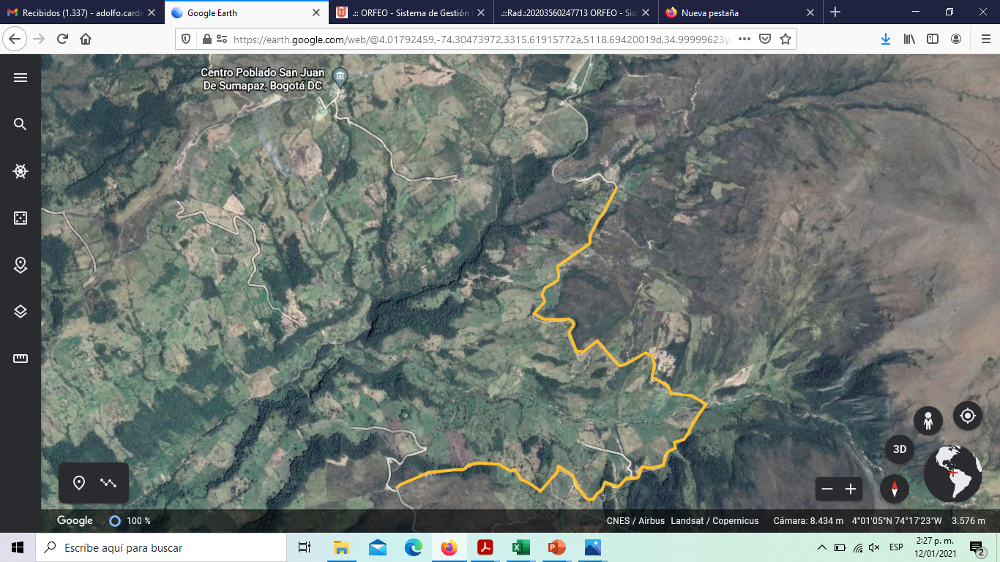 Recibidos (1.337) - adolfo.carde
Google Earth
.:: ORFEO - Sistema de Gestión
.::Rad.:20203560247713 ORFEO - Sis
Nueva pestaña
https://earth.google.com/web/@4.01792459,-74.30473972,3315.61915772a,5118.69420019d,34.99999623y
Centro Poblado San Juan
De Sumapaz, Bogotá DC
3D
Google
100 %
CNES / Airbus Landsat / Copernicus
Cámara: 8.434 m
4°01'05"N 74°17'23"W
3.576 m
Escribe aquí para buscar
ESP
2:27 p. m.
12/01/2021
2